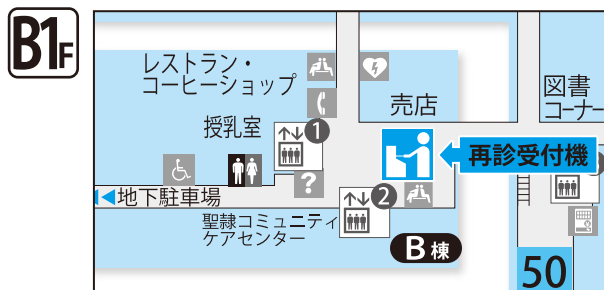 B1F
レストラン・
コーヒーショップ
売店
図書
コーナー
授乳室
1
再診受付機
?
地下駐車場
2
聖隷コミュニティ
ケアセンター
B棟
50